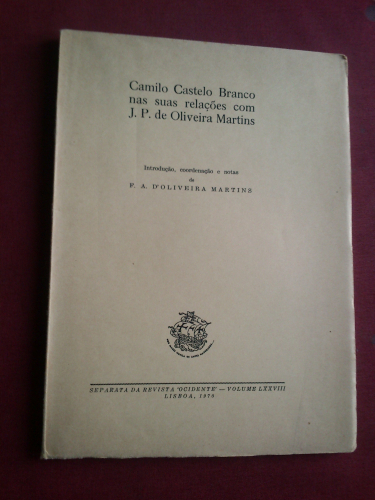 Camilo Castelo Branco
nas suas relações com
J. P. de Oliveira Martins
Introdução, coordenação e notas
de
F. A. D'OLIVEIRA MARTINS
SEPARATA DA REVISTA "OCIDENTE" — VOLUME LXXVIII
LISBOA, 1970